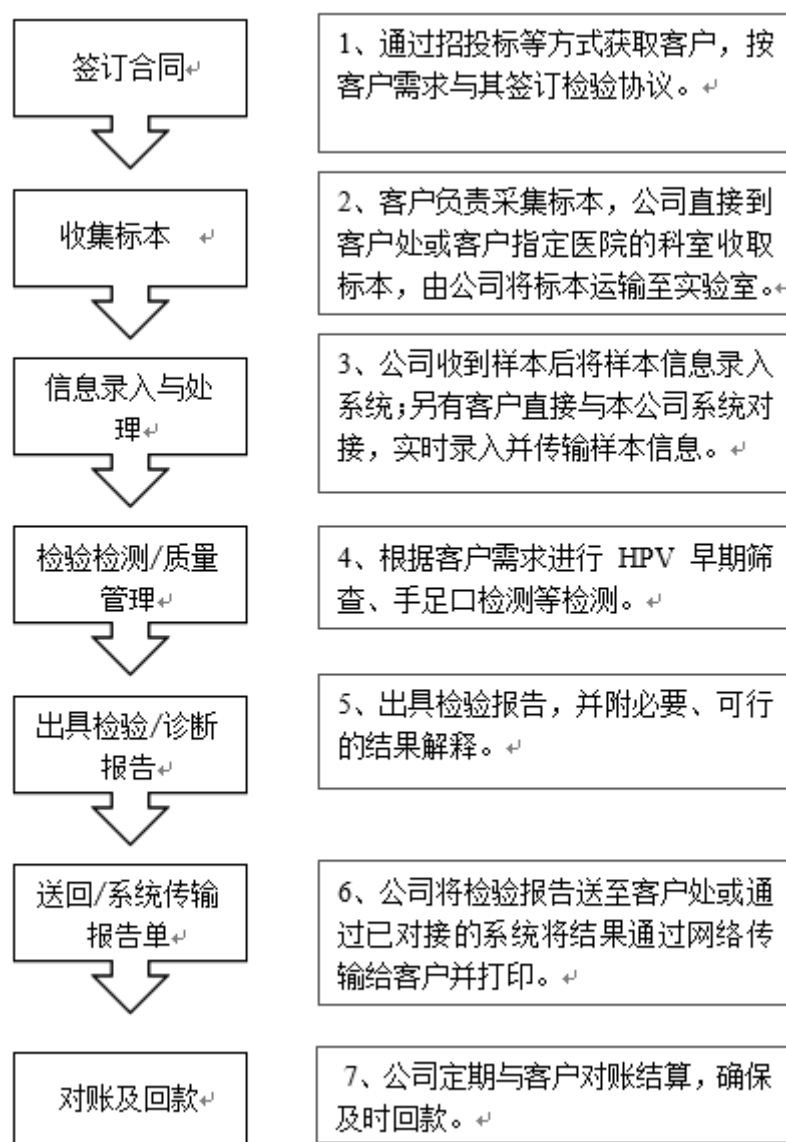 签订合同
1、通过招投标等方式获取客户，按
客户需求与其签订检验协议。
收集标本
2、客户负责采集标本，公司直接到
客户处或客户指定医院的科室收取
标本，由公司将标本运输至实验室。
信息录入与处
理
3、公司收到样本后将样本信息录入
系统;另有客户直接与本公司系统对
接，实时录入并传输样本信息。
检验检测/质量
管理
4、根据客户需求进行 HPV 早期筛
查、手足口检测等检测。
出具检验/诊断
报告
5、出具检验报告，并附必要、可行
的结果解释。
送回/系统传输
报告单
6、公司将检验报告送至客户处或通
过已对接的系统将结果通过网络传
输给客户并打印。
对账及回款
7、公司定期与客户对账结算，确保
及时回款。